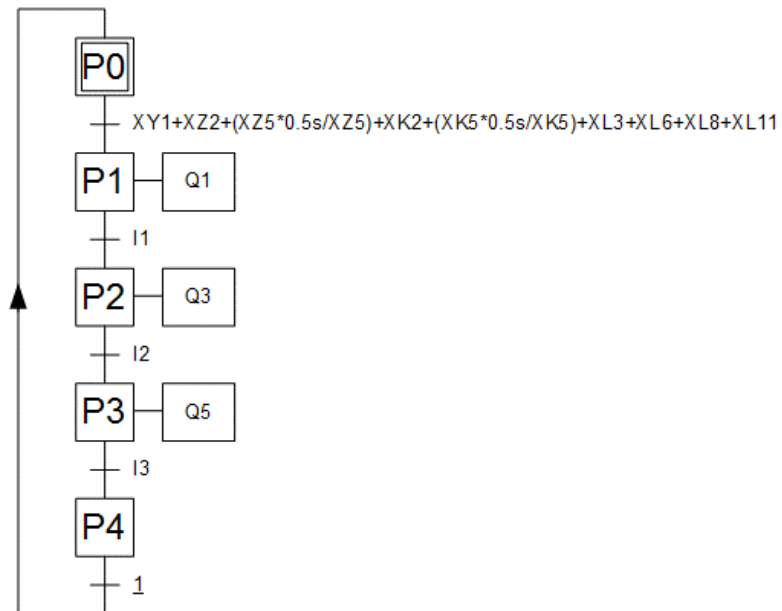 P0
XY1+XZ2+(XZ5*0.5s/XZ5)+XK2+(XK5*0.5s/XK5)+XL3+XL6+XL8+XL11
P1 Q1
I1
P2 Q3
I2
P3 Q5
I3
P4
1